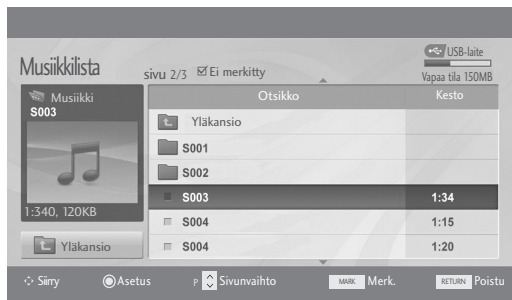 USB-laite
Musiikkilista
sivu 2/3 Ei merkitty
Vapaa tila 150MB
Musiikki
S003
Otsikko Kesto
Yläkansio
S001
S002
S003 1:34
S004 1:15
S004 1:20
1:340, 120KB
Yläkansio
Siirry Asetus P Sivunvaihto MARK Merk. RETURN Poistu